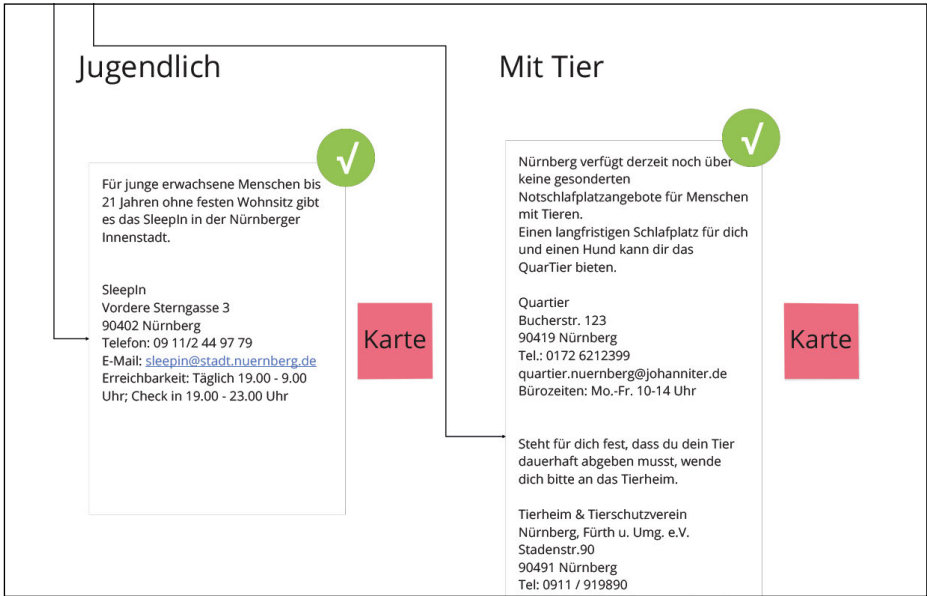 Jugendlich
√
Für junge erwachsene Menschen bis
21 Jahren ohne festen Wohnsitz gibt
es das SleepIn in der Nürnberger
Innenstadt.
SleepIn
Vordere Sterngasse 3
90402 Nürnberg
Telefon: 09 11/2 44 97 79
E-Mail: sleepin@stadt.nuernberg.de
Erreichbarkeit: Täglich 19.00 - 9.00
Uhr; Check in 19.00 - 23.00 Uhr
Karte
Mit Tier
√
Nürnberg verfügt derzeit noch über
keine gesonderten
Notschlafplatzangebote für Menschen
mit Tieren.
Einen langfristigen Schlafplatz für dich
und einen Hund kann dir das
QuarTier bieten.
Quartier
Bucherstr. 123
90419 Nürnberg
Tel.: 0172 6212399
quartier.nuernberg@johanniter.de
Bürozeiten: Mo.-Fr. 10-14 Uhr
Steht für dich fest, dass du dein Tier
dauerhaft abgeben musst, wende
dich bitte an das Tierheim.
Tierheim & Tierschutzverein
Nürnberg, Fürth u. Umg. e.V.
Stadenstr.90
90491 Nürnberg
Tel: 0911 / 919890
Karte